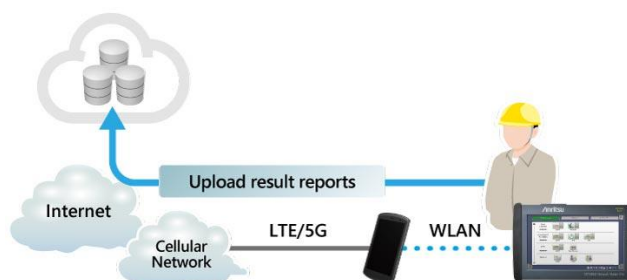 Upload result reports
Internet
LTE/5G
WLAN
Cellular
Network
Anritsu